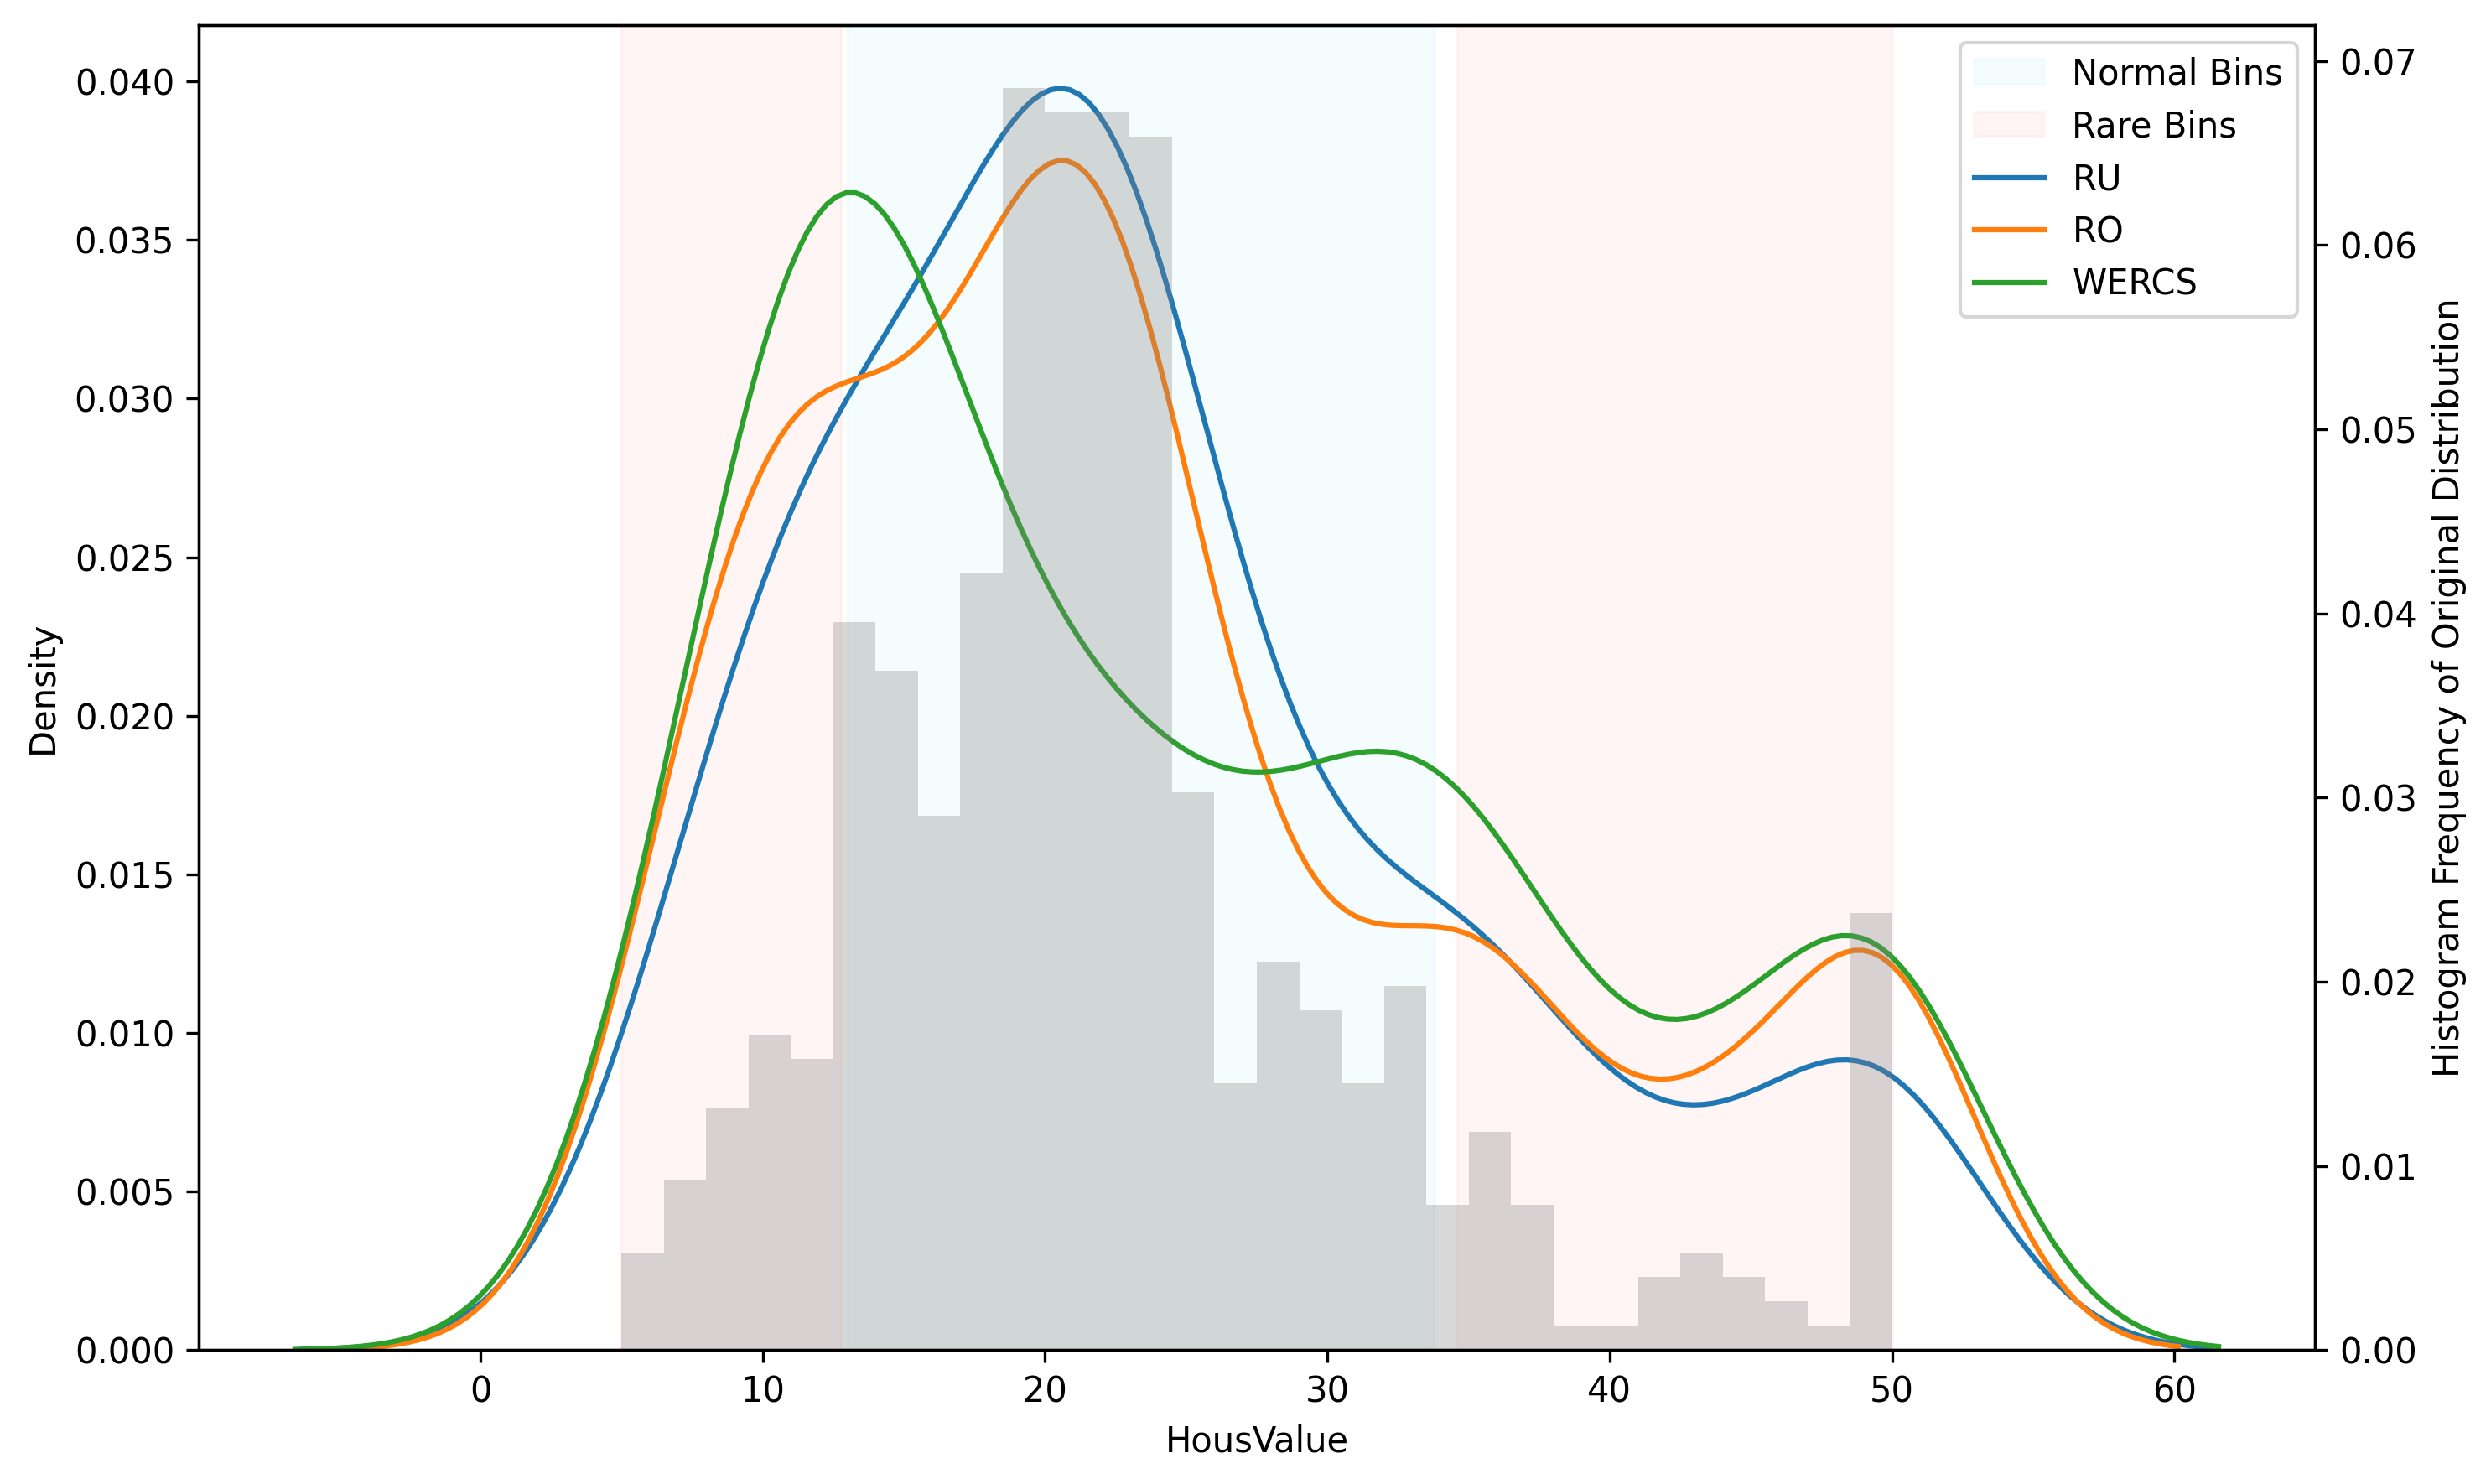 Normal Bins
Rare Bins
RU
RO
WERCS
Density
0.040
0.035
0.030
0.025
0.020
0.015
0.010
0.005
0.000
0.07
0.06
0.05
0.04
0.03
0.02
0.01
0.00
Histogram Frequency of Original Distribution
0 10 20 30 40 50 60
HousValue